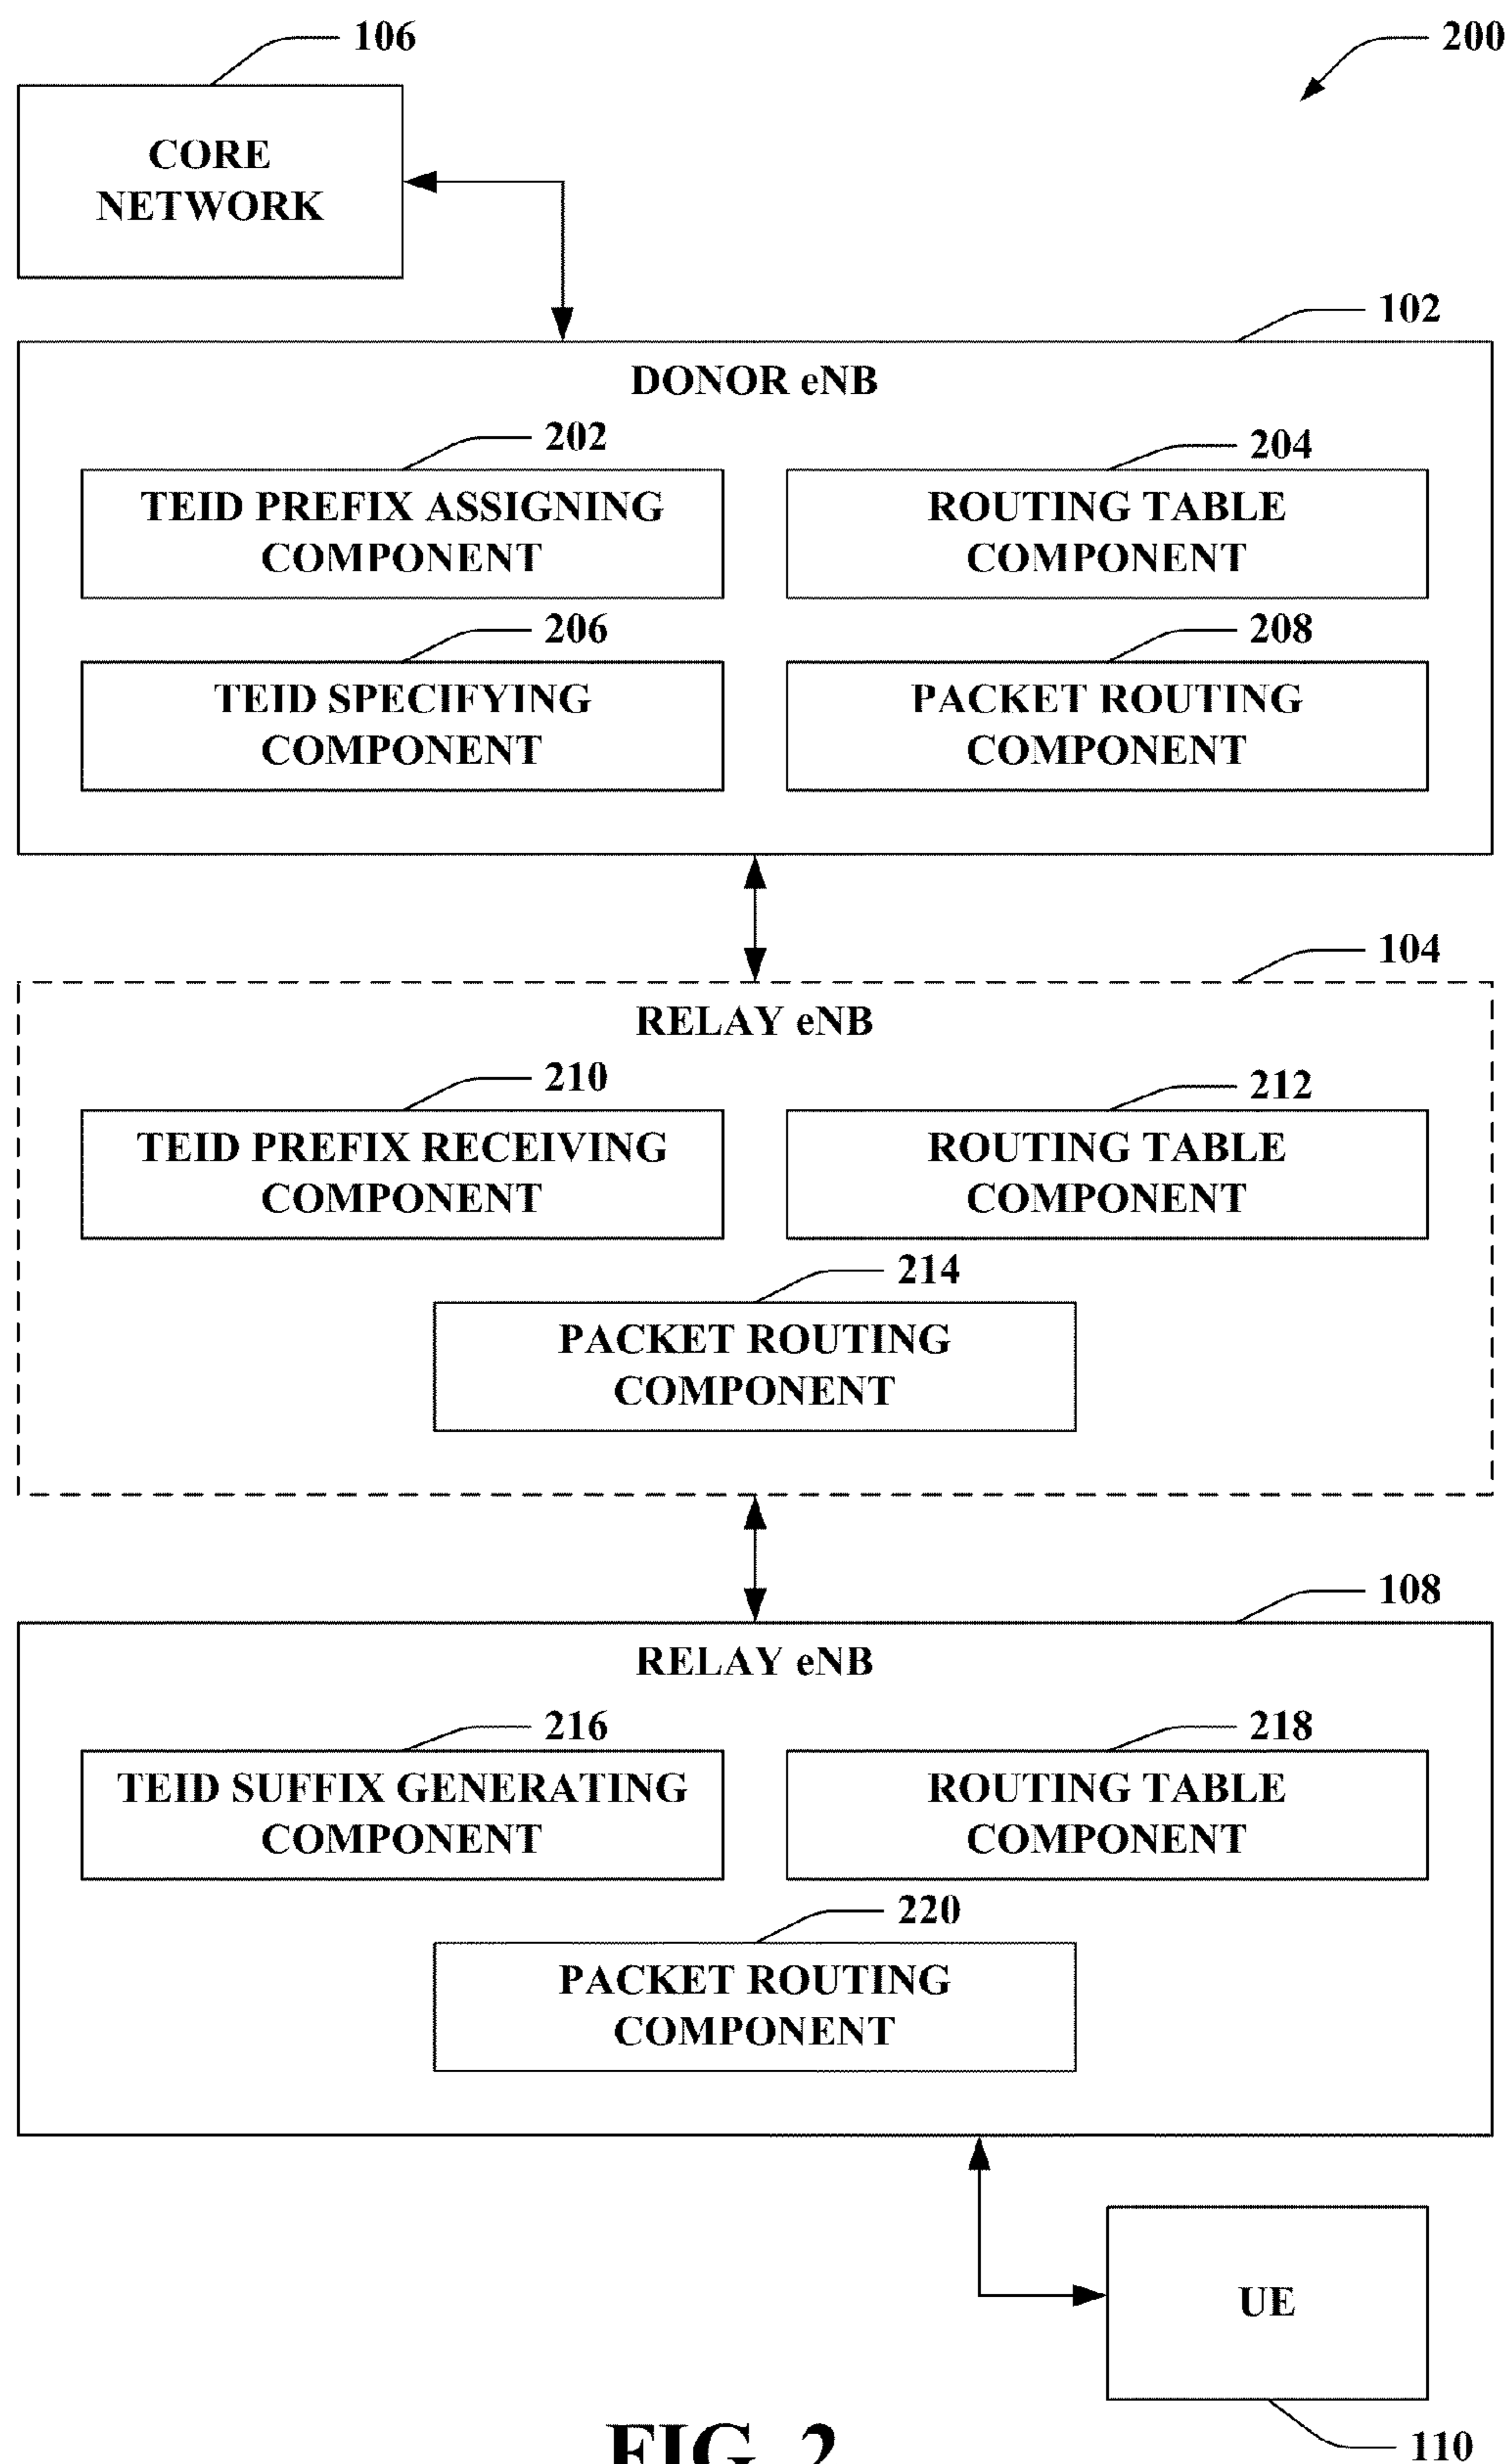 106
200
CORE
NETWORK
102
DONOR eNB
202
204
TEID PREFIX ASSIGNING
COMPONENT
ROUTING TABLE
COMPONENT
206
208
TEID SPECIFYING
COMPONENT
PACKET ROUTING
COMPONENT
104
RELAY eNB
210
212
TEID PREFIX RECEIVING
COMPONENT
ROUTING TABLE
COMPONENT
214
PACKET ROUTING
COMPONENT
108
RELAY eNB
216
218
TEID SUFFIX GENERATING
COMPONENT
ROUTING TABLE
COMPONENT
220
PACKET ROUTING
COMPONENT
UE
110
FIG. 2